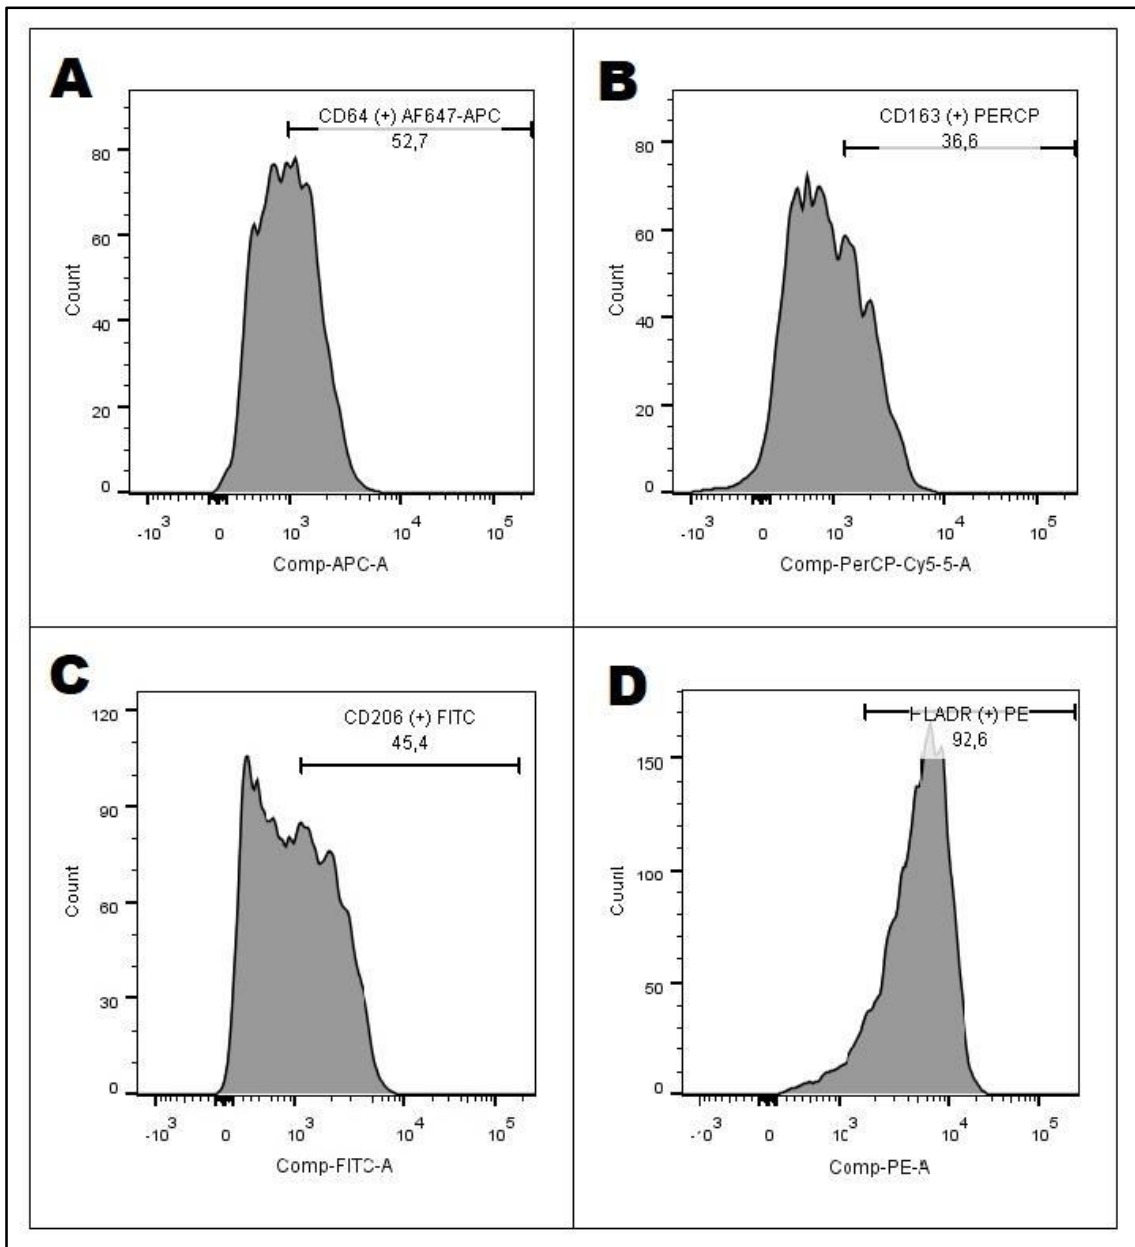 A
CD64 (+) AF647-APC
52,7
80
60
40
20
0
Count
-10³ 0 10³ 10⁴ 10⁵
Comp-APC-A
B
CD163 (+) PERCP
36,6
80
60
40
20
0
Count
-10³ 0 10³ 10⁴ 10⁵
Comp-PerCP-Cy5-5-A
C
CD206 (+) FITC
45,4
120
90
60
30
0
Count
-10³ 0 10³ 10⁴ 10⁵
Comp-FITC-A
D
HLADR (+) PE
92,6
150
100
50
0
Count
-10³ 0 10³ 10⁴ 10⁵
Comp-PE-A